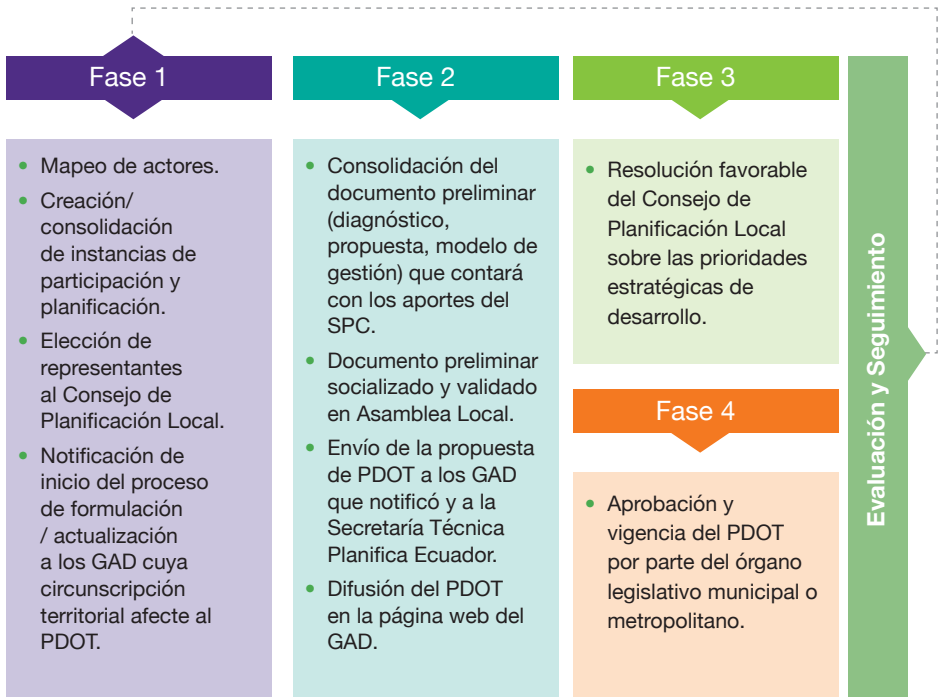 Fase 1
• Mapeo de actores.
• Creación/
consolidación
de instancias de
participación y
planificación.
• Elección de
representantes
al Consejo de
Planificación Local.
• Notificación de
inicio del proceso
de formulación
/ actualización
a los GAD cuya
circunscripción
territorial afecte al
PDOT.
Fase 2
• Consolidación del
documento preliminar
(diagnóstico,
propuesta, modelo de
gestión) que contará
con los aportes del
SPC.
• Documento preliminar
socializado y validado
en Asamblea Local.
• Envío de la propuesta
de PDOT a los GAD
que notificó y a la
Secretaría Técnica
Planifica Ecuador.
• Difusión del PDOT
en la página web del
GAD.
Fase 3
• Resolución favorable
del Consejo de
Planificación Local
sobre las prioridades
estratégicas de
desarrollo.
Fase 4
• Aprobación y
vigencia del PDOT
por parte del órgano
legislativo municipal o
metropolitano.
Evaluación y Seguimiento